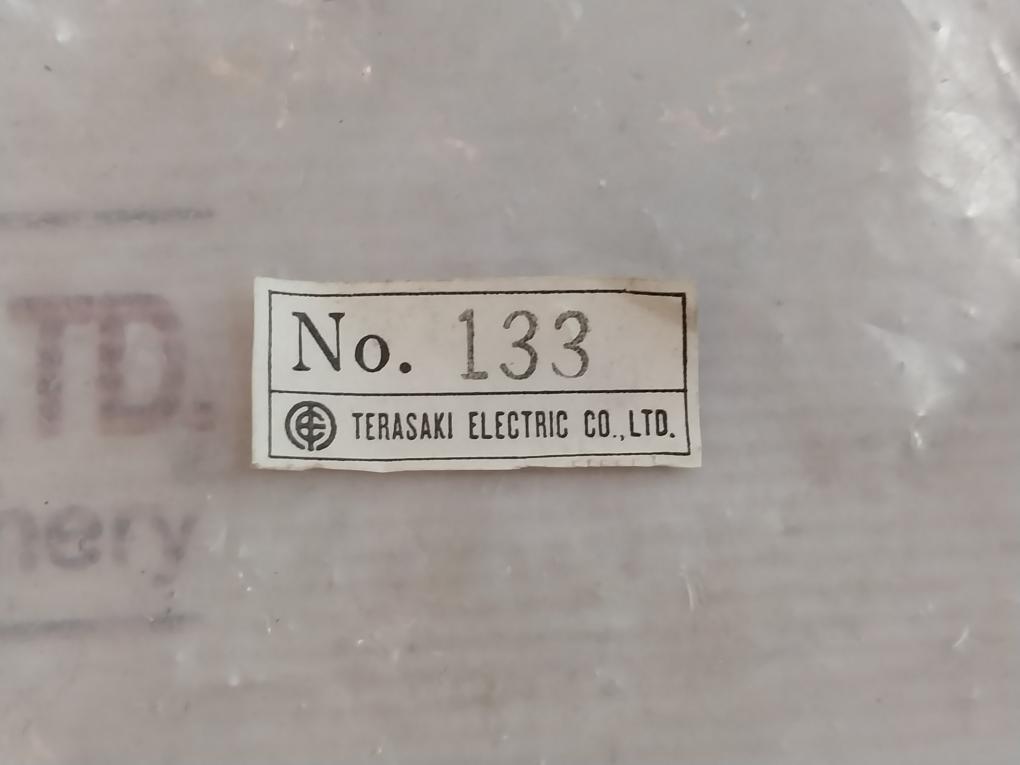 No. 133
TERASAKI ELECTRIC CO.,LTD.
TD.
nery